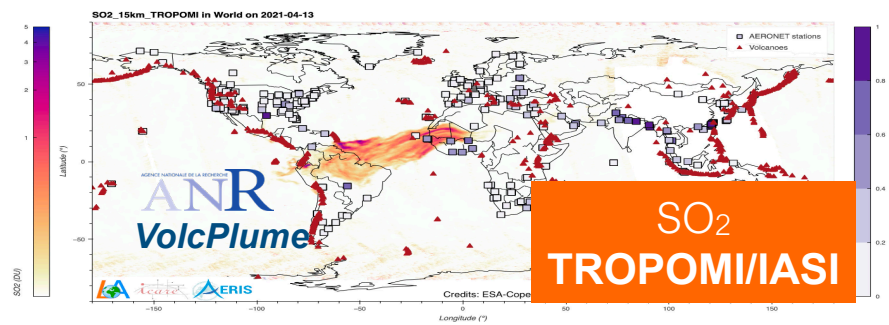 SO2_15km_TROPOMI in World on 2021-04-13
AERONET stations
Volcanoes
5
4
3
2
1
SO2 (DU)
50
0
−50
Latitude (°)
−150
−100
−50
0
50
100
150
Longitude (°)
1
0.8
0.6
0.4
0.2
0
AGENCE NATIONALE DE LA RECHERCHE
ANR
VolcPlume
icare
AERIS
Credits: ESA-Cope
SO2
TROPOMI/IASI